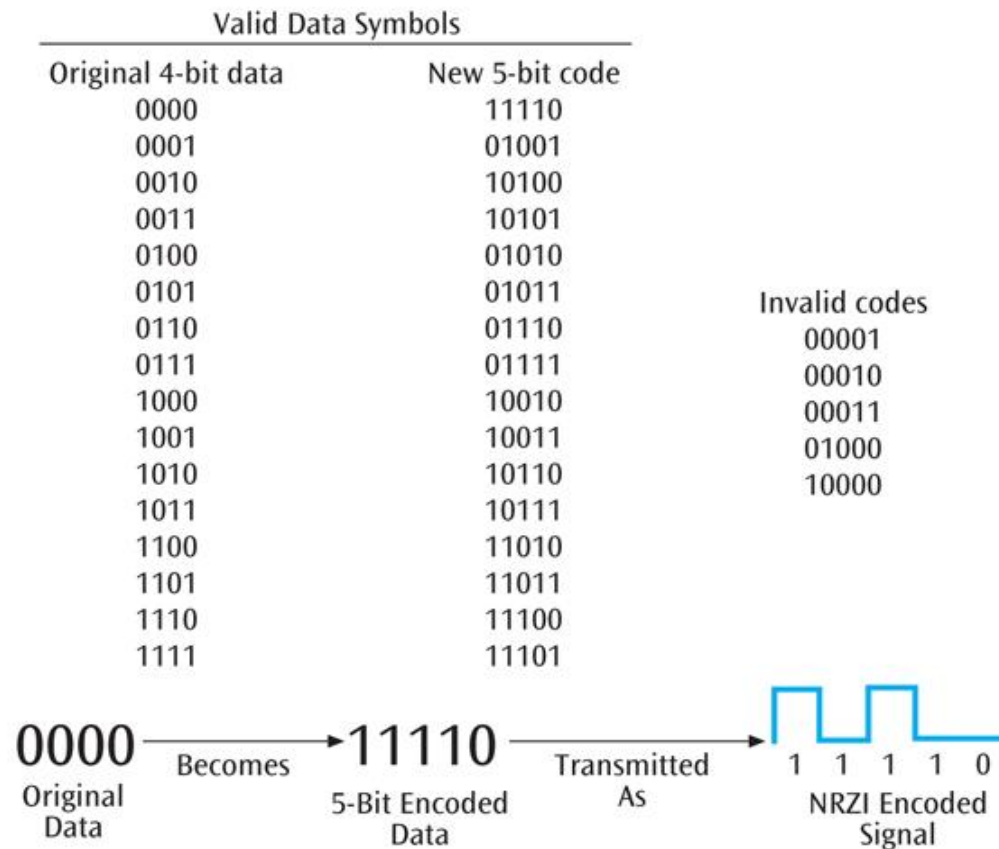 Valid Data Symbols
Original 4-bit data New 5-bit code
0000 11110
0001 01001
0010 10100
0011 10101
0100 01010
0101 01011
0110 01110
0111 01111
1000 10010
1001 10011
1010 10110
1011 10111
1100 11010
1101 11011
1110 11100
1111 11101
Invalid codes
00001
00010
00011
01000
10000
0000 Becomes 11110 Transmitted As
Original Data
5-Bit Encoded Data
1 1 1 1 0
NRZI Encoded Signal